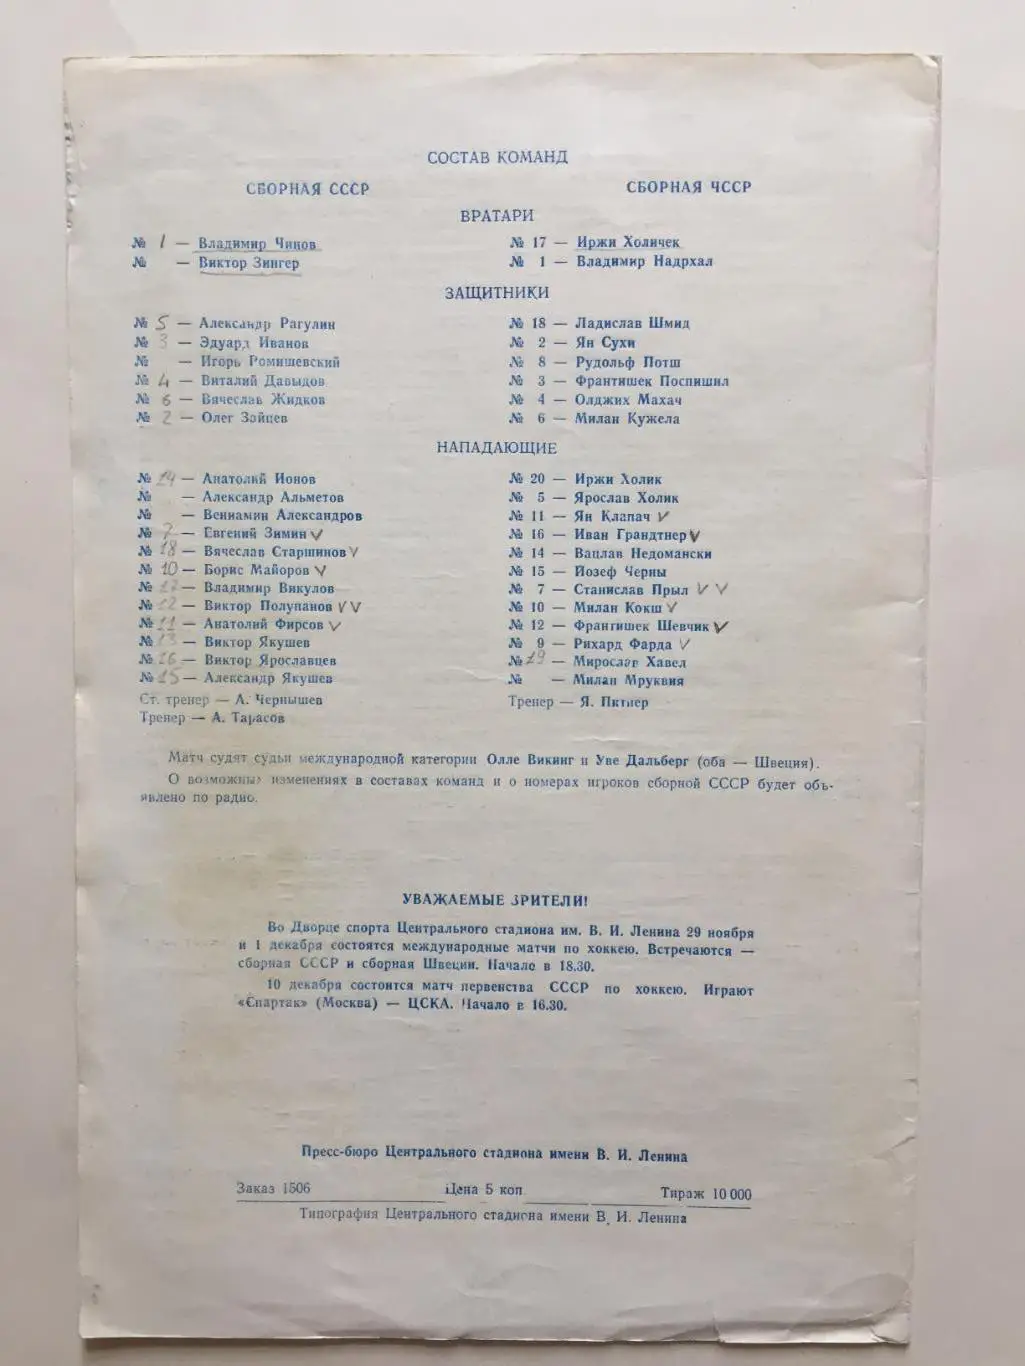 СОСТАВ КОМАНД
СБОРНАЯ СССР СБОРНАЯ ЧССР
ВРАТАРИ
№ 1 — Владимир Чинов № 17 — Иржи Холичек
№ — Виктор Зингер № 1 — Владимир Надрхал
ЗАЩИТНИКИ
№ 5 — Александр Рагулин № 18 — Ладислав Шмид
№ 3 — Эдуард Иванов № 2 — Ян Сухи
№ — Игорь Ромишевский № 8 — Рудольф Потш
№ 4 — Виталий Давыдов № 3 — Франтишек Поспишил
№ 6 — Вячеслав Жидков № 4 — Олджих Махач
№ 2 — Олег Зайцев № 6 — Милан Кужела
НАПАДАЮЩИЕ
№ — Анатолий Ионов № 20 — Иржи Холик
№ — Александр Альметов № 5 — Ярослав Холик
№ — Вениамин Александров № 11 — Ян Клапач V
№ 7 — Евгений Зимин V № 16 — Иван Грандтнер V
№ 18 — Вячеслав Старшинов V № 14 — Вацлав Недомански
№ 10 — Борис Майоров V № 15 — Йозеф Черны
№ — Владимир Викулов № 7 — Станислав Прыл V V
№ — Виктор Полупанов V V № 10 — Милан Кокш V
№ 11 — Анатолий Фирсов V № 12 — Франтишек Шевчик V
№ 13 — Виктор Якушев № 9 — Рихард Фарда V
№ 16 — Виктор Ярославцев № 19 — Мирослав Хавел
№ 15 — Александр Якушев № — Милан Мруквия
Ст. тренер — А. Чернышев Тренер — Я. Питнер
Тренер — А. Тарасов
Матч судят судьи международной категории Олле Викинг и Уве Дальберг (оба — Швеция).
О возможных изменениях в составах команд и о номерах игроков сборной СССР будет объ-
явлено по радио.
УВАЖАЕМЫЕ ЗРИТЕЛИ!
Во Дворце спорта Центрального стадиона им. В. И. Ленина 29 ноября
и 1 декабря состоятся международные матчи по хоккею. Встречаются —
сборная СССР и сборная Швеции. Начало в 18.30.
10 декабря состоится матч первенства СССР по хоккею. Играют
«Спартак» (Москва) — ЦСКА. Начало в 16.30.
Пресс-бюро Центрального стадиона имени В. И. Ленина
Заказ 1506 Цена 5 коп Тираж 10 000
Типография Центрального стадиона имени В. И. Ленина